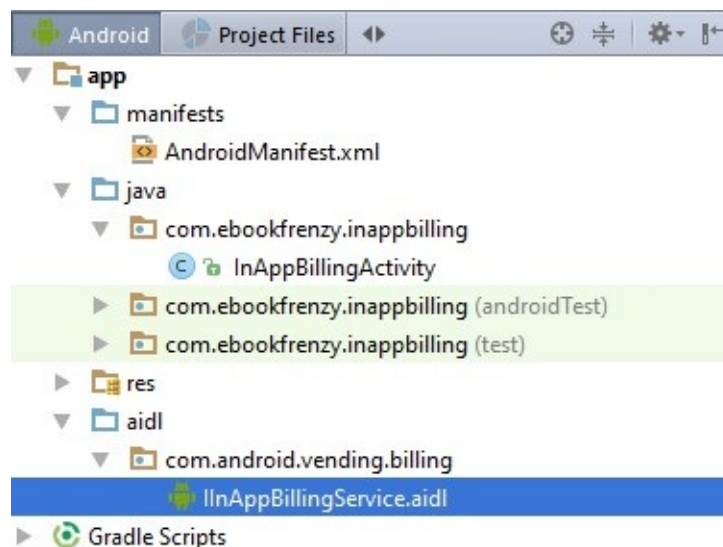 Android Project Files
app
manifests
AndroidManifest.xml
java
com.ebookfrenzy.inappbilling
InAppBillingActivity
com.ebookfrenzy.inappbilling (androidTest)
com.ebookfrenzy.inappbilling (test)
res
aidl
com.android.vending.billing
IInAppBillingService.aidl
Gradle Scripts